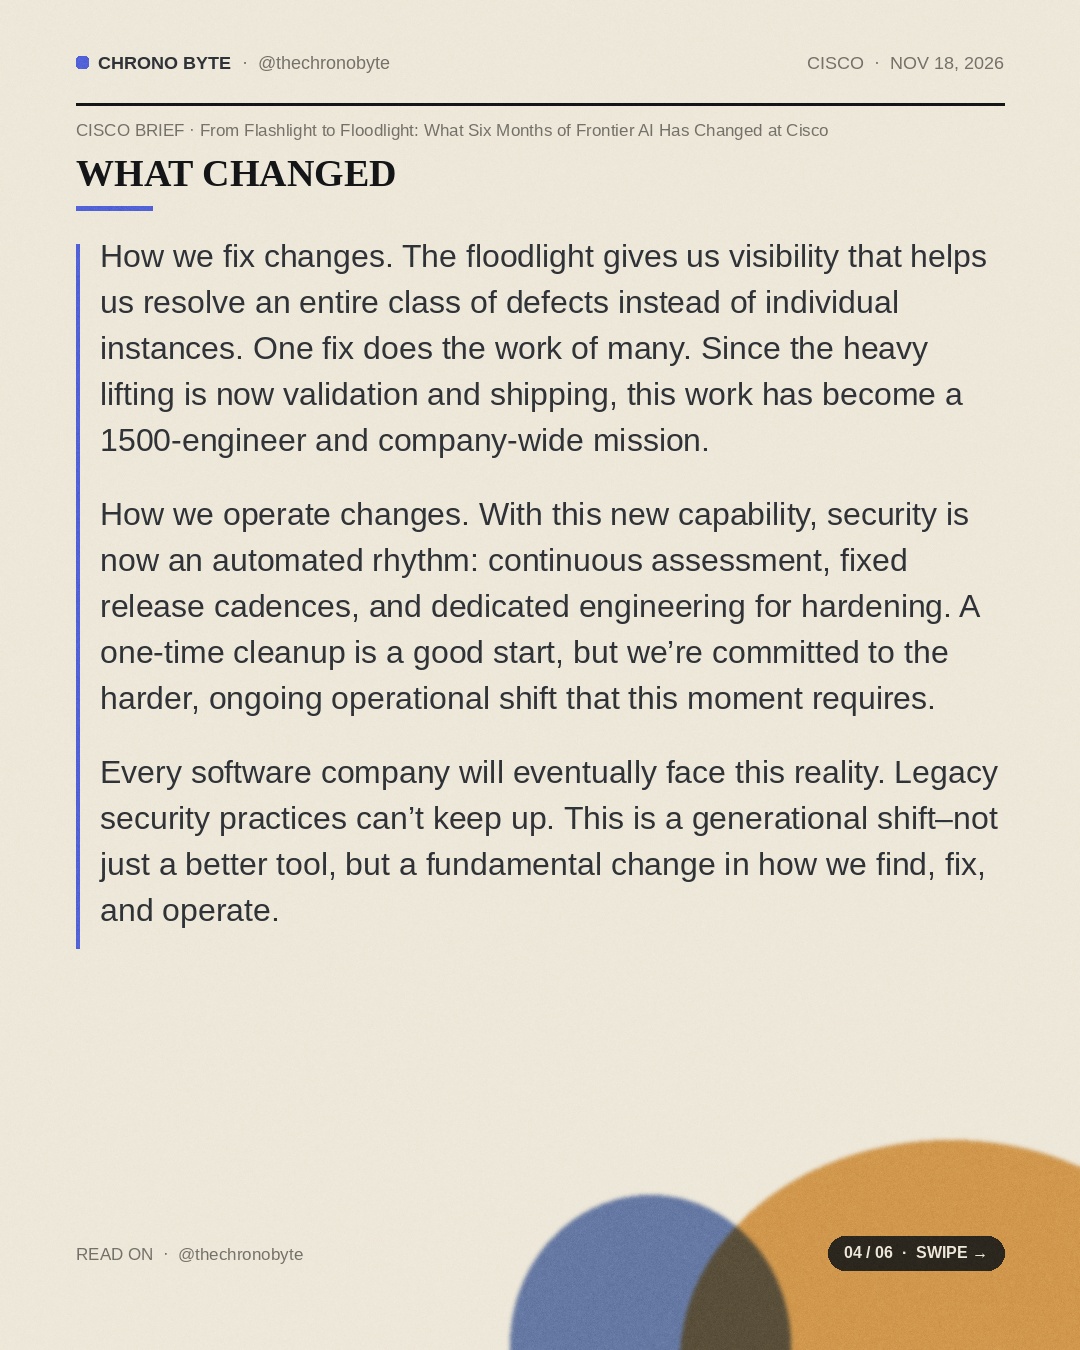 CHRONO BYTE · @thechronobyte
CISCO · NOV 18, 2026
CISCO BRIEF · From Flashlight to Floodlight: What Six Months of Frontier AI Has Changed at Cisco
WHAT CHANGED
How we fix changes. The floodlight gives us visibility that helps
us resolve an entire class of defects instead of individual
instances. One fix does the work of many. Since the heavy
lifting is now validation and shipping, this work has become a
1500-engineer and company-wide mission.
How we operate changes. With this new capability, security is
now an automated rhythm: continuous assessment, fixed
release cadences, and dedicated engineering for hardening. A
one-time cleanup is a good start, but we’re committed to the
harder, ongoing operational shift that this moment requires.
Every software company will eventually face this reality. Legacy
security practices can’t keep up. This is a generational shift–not
just a better tool, but a fundamental change in how we find, fix,
and operate.
READ ON · @thechronobyte
04 / 06 · SWIPE →